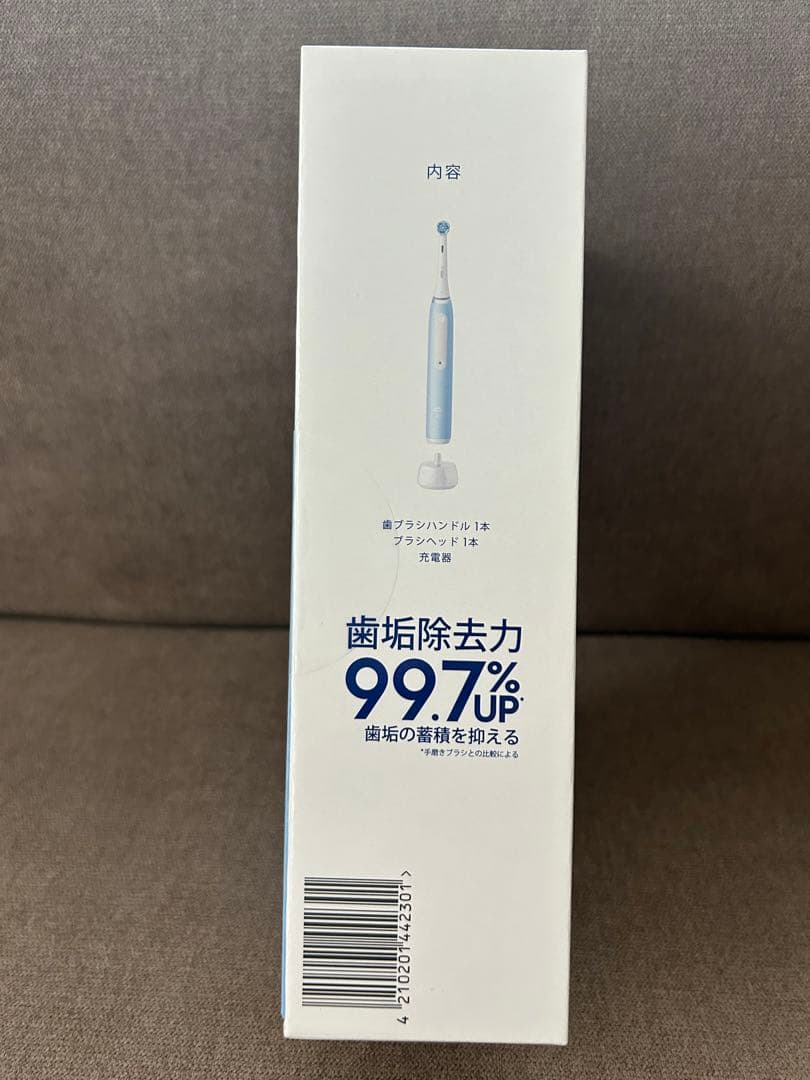 内容
歯ブラシハンドル 1本
ブラシヘッド 1本
充電器
歯垢除去力
99.7%UP*
歯垢の蓄積を抑える
*手磨きブラシとの比較による
4 210201 442301 >